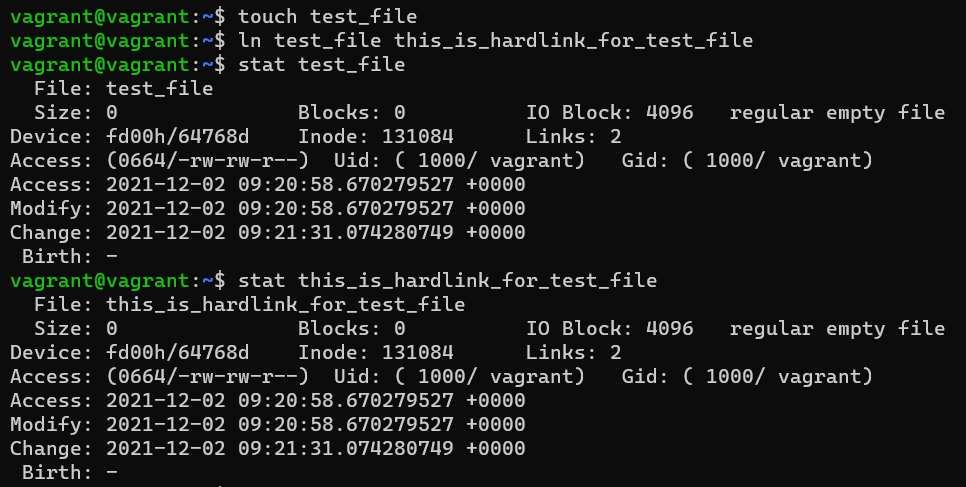 vagrant@vagrant:~$ touch test_file
vagrant@vagrant:~$ ln test_file this_is_hardlink_for_test_file
vagrant@vagrant:~$ stat test_file
  File: test_file
  Size: 0               Blocks: 0          IO Block: 4096   regular empty file
Device: fd00h/64768d    Inode: 131084      Links: 2
Access: (0664/-rw-rw-r--)  Uid: ( 1000/ vagrant)   Gid: ( 1000/ vagrant)
Access: 2021-12-02 09:20:58.670279527 +0000
Modify: 2021-12-02 09:20:58.670279527 +0000
Change: 2021-12-02 09:21:31.074280749 +0000
 Birth: -
vagrant@vagrant:~$ stat this_is_hardlink_for_test_file
  File: this_is_hardlink_for_test_file
  Size: 0               Blocks: 0          IO Block: 4096   regular empty file
Device: fd00h/64768d    Inode: 131084      Links: 2
Access: (0664/-rw-rw-r--)  Uid: ( 1000/ vagrant)   Gid: ( 1000/ vagrant)
Access: 2021-12-02 09:20:58.670279527 +0000
Modify: 2021-12-02 09:20:58.670279527 +0000
Change: 2021-12-02 09:21:31.074280749 +0000
 Birth: -